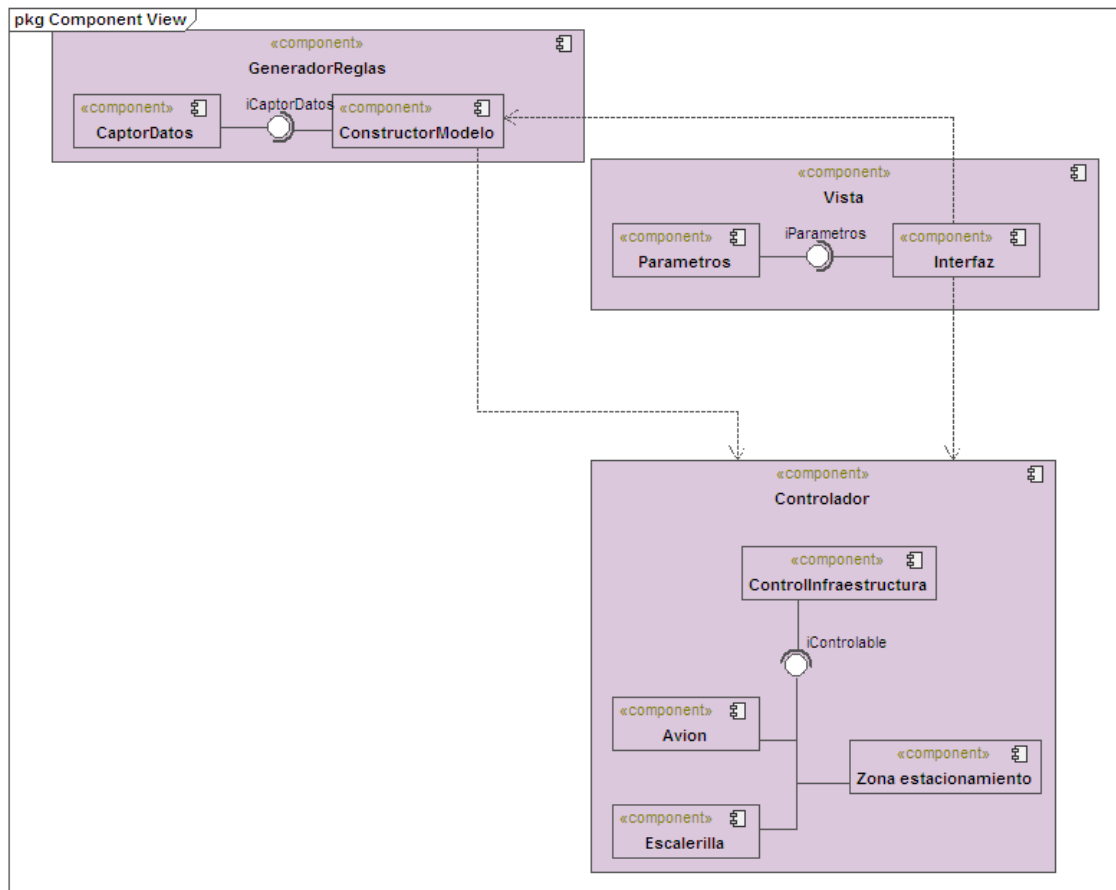 pkg Component View
«component»
GeneradorReglas
«component»
CaptorDatos
iCaptorDatos
«component»
ConstructorModelo
«component»
Vista
«component»
Parametros
iParametros
«component»
Interfaz
«component»
Controlador
«component»
ControlInfraestructura
iControlable
«component»
Avion
«component»
Zona estacionamiento
«component»
Escalerilla